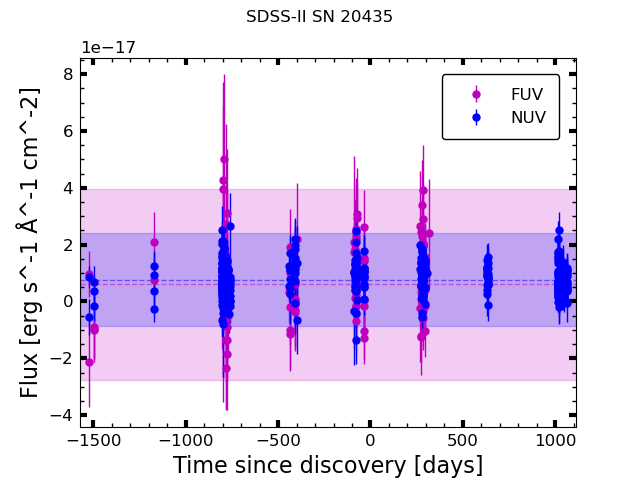 SDSS-II SN 20435
1e−17
Flux [erg s^-1 Å^-1 cm^-2]
8
6
4
2
0
−2
−4
FUV
NUV
−1500 −1000 −500 0 500 1000
Time since discovery [days]